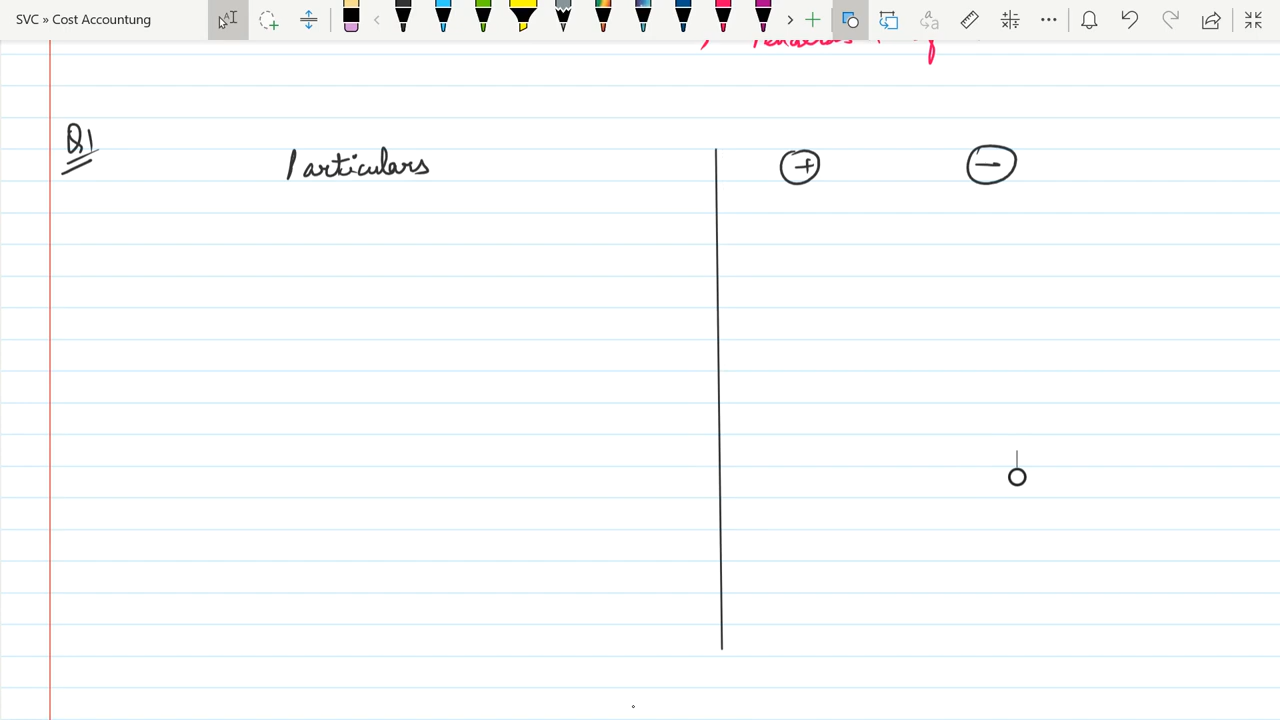 SVC » Cost Accountung
Q1
Particulars + -